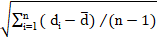 √(∑ⁿᵢ₌₁( dᵢ − d̅) /(n − 1)